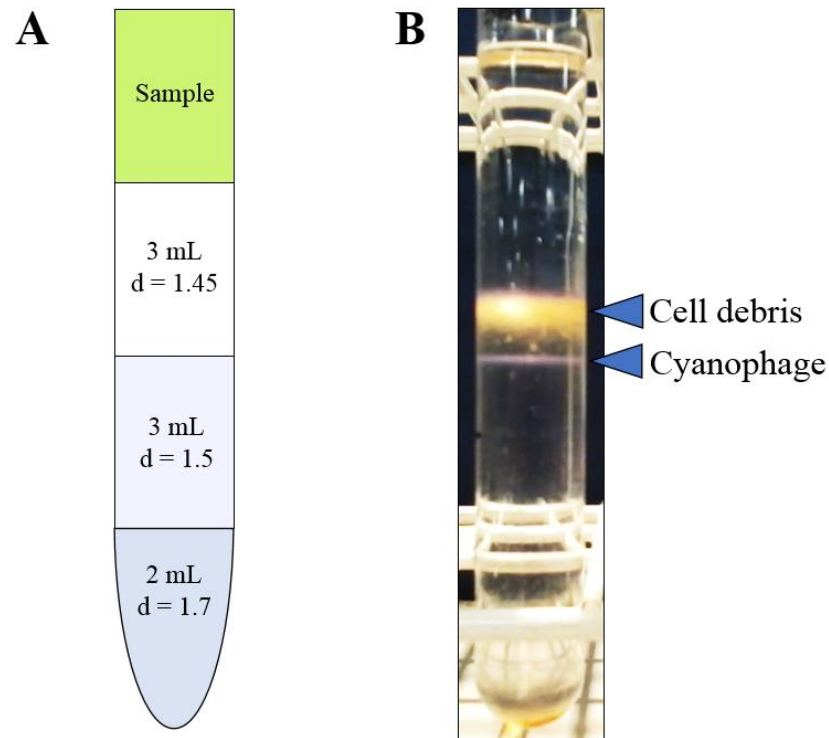 A
Sample
3 mL
d = 1.45
3 mL
d = 1.5
2 mL
d = 1.7
B
Cell debris
Cyanophage